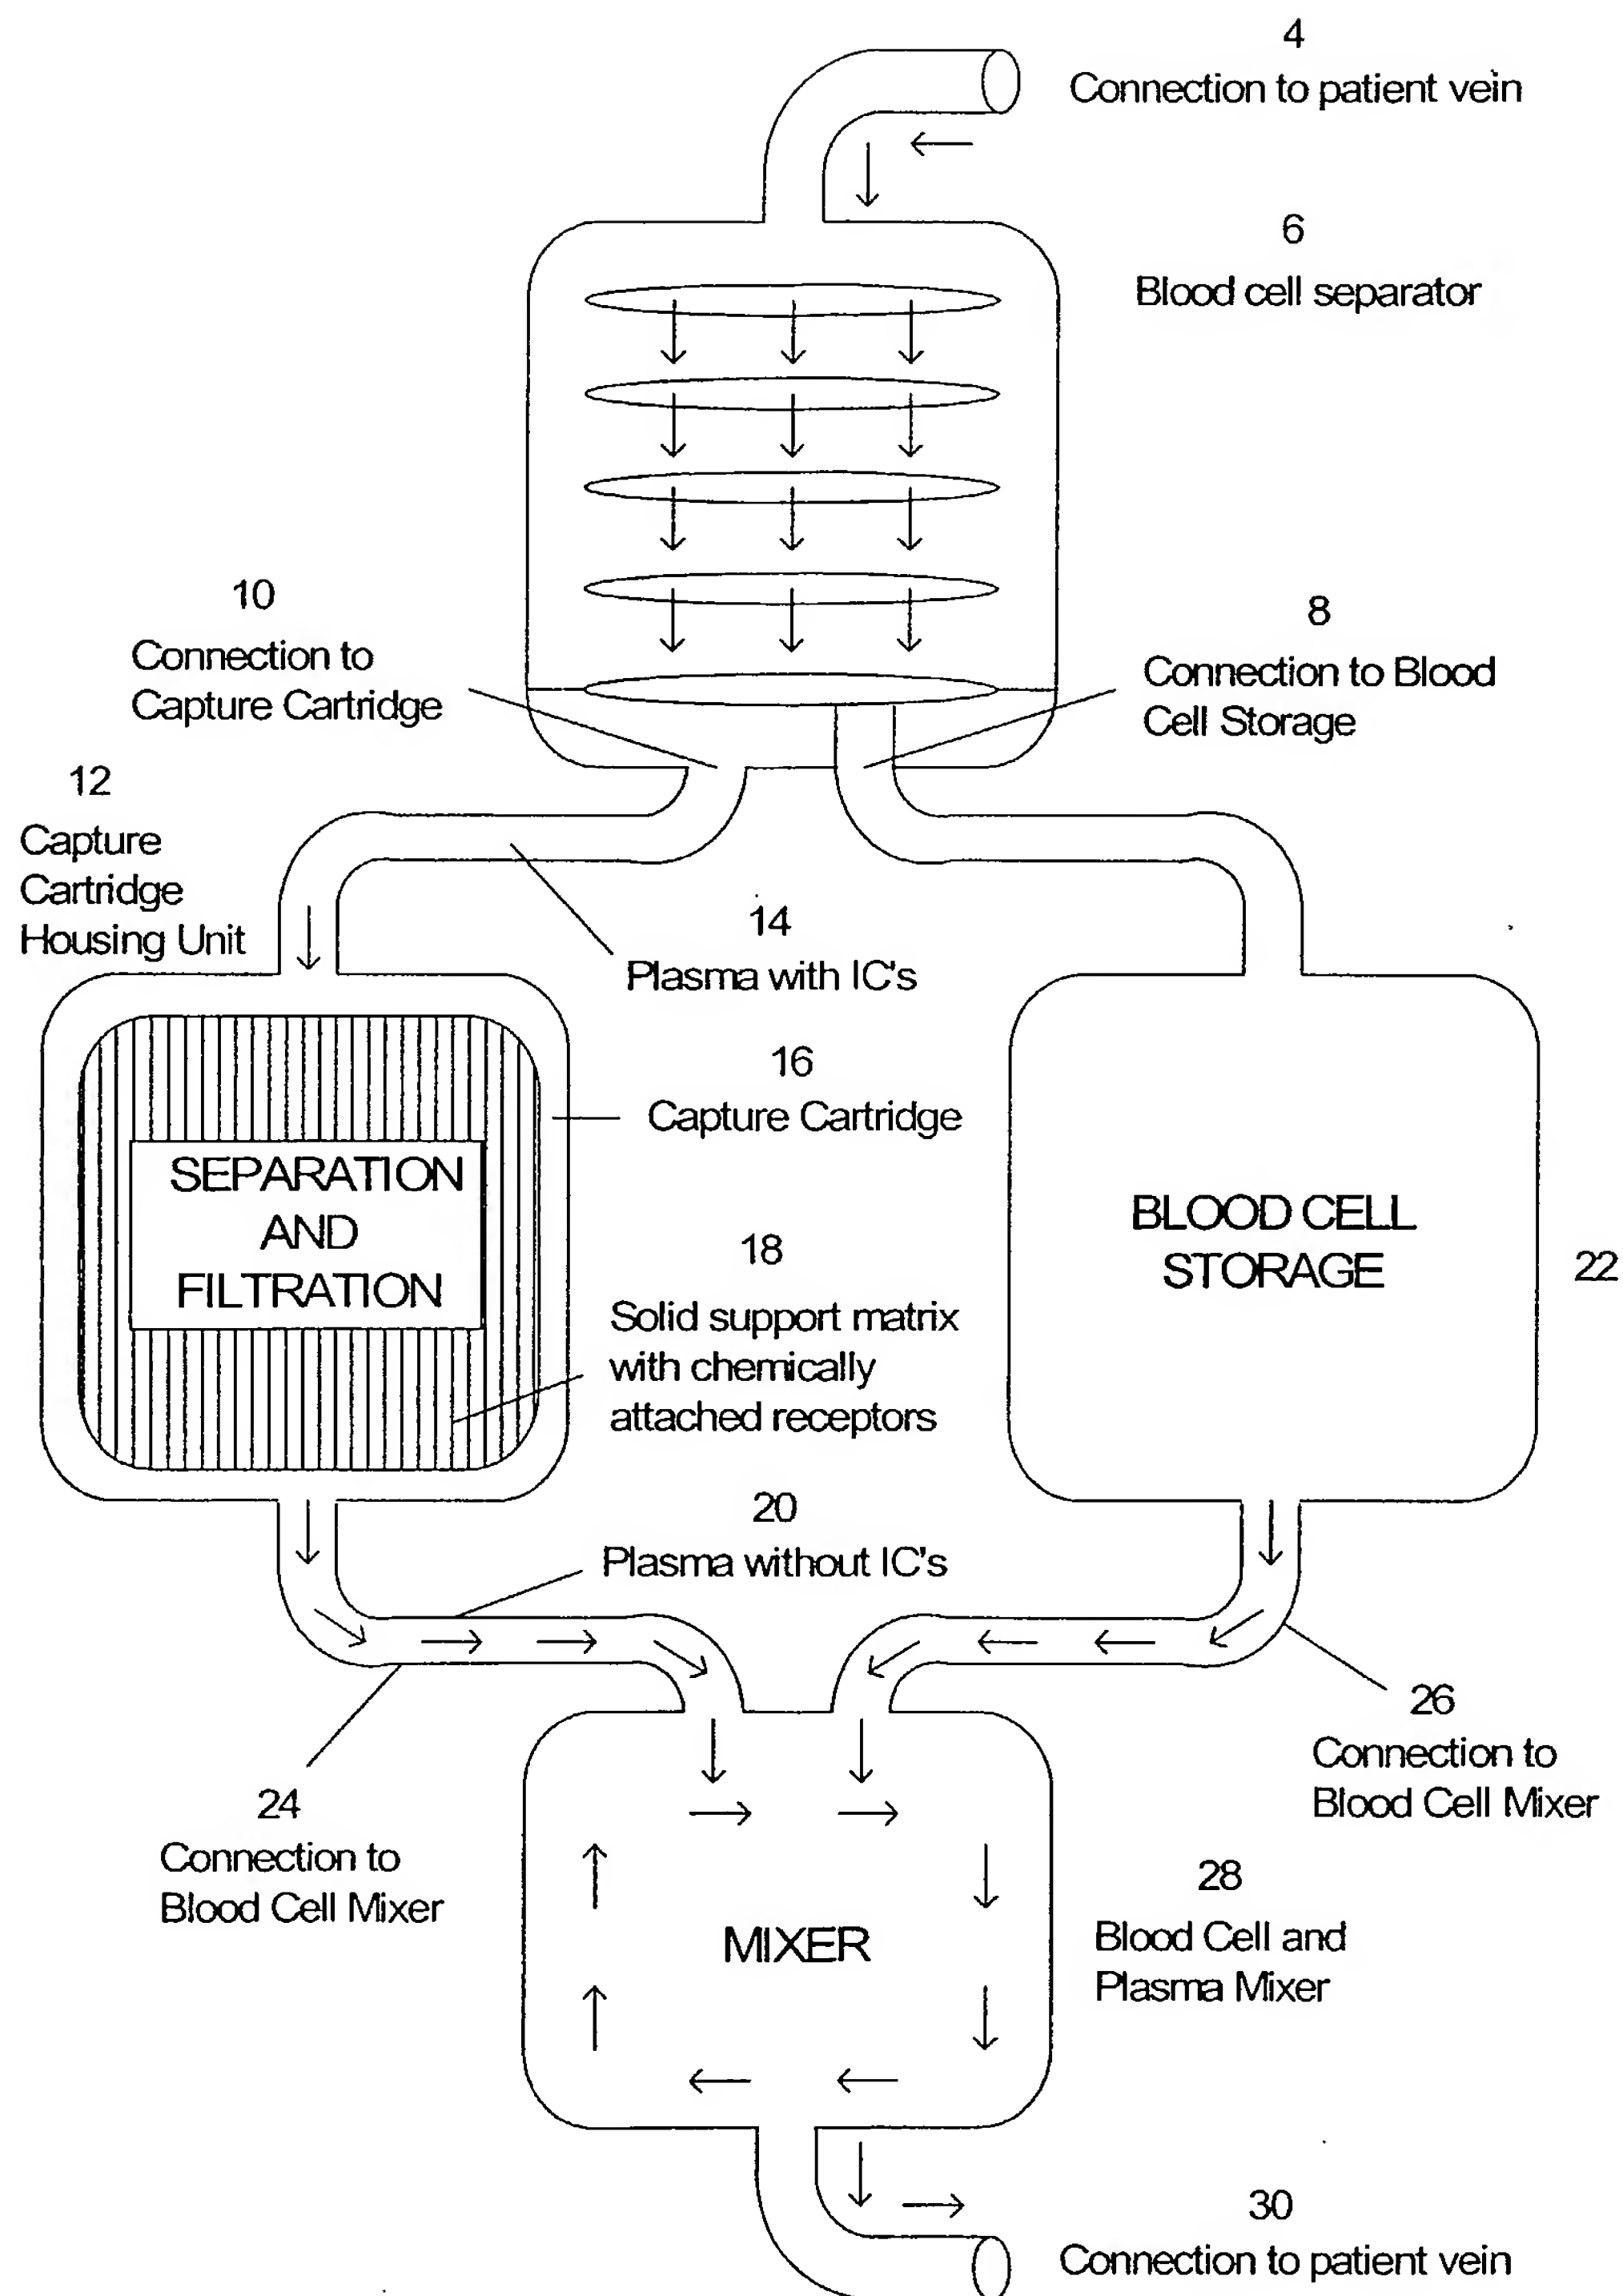 4
Connection to patient vein
6
Blood cell separator
10
Connection to
Capture Cartridge
8
Connection to Blood
Cell Storage
12
Capture
Cartridge
Housing Unit
14
Plasma with IC's
16
Capture Cartridge
SEPARATION
AND
FILTRATION
BLOOD CELL
STORAGE
22
18
Solid support matrix
with chemically
attached receptors
20
Plasma without IC's
24
Connection to
Blood Cell Mixer
26
Connection to
Blood Cell Mixer
MIXER
28
Blood Cell and
Plasma Mixer
30
Connection to patient vein